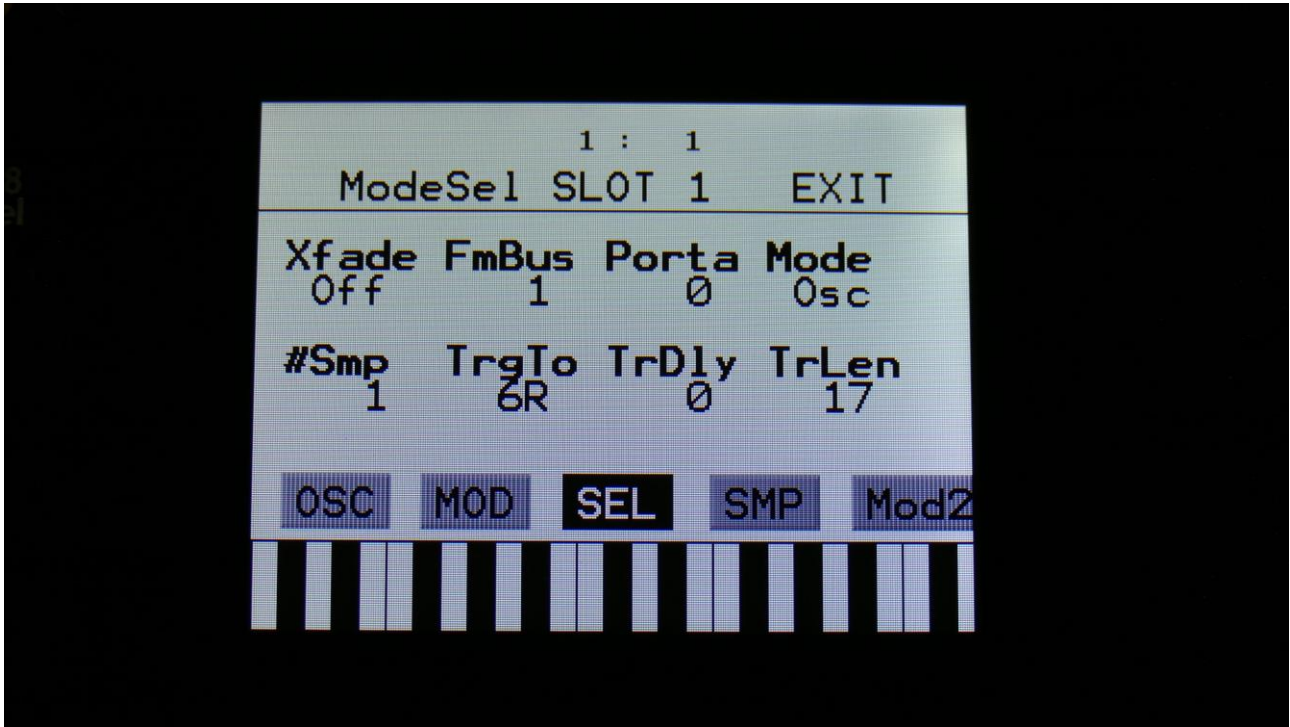 1 : 1
ModeSel SLOT 1 EXIT
Xfade FmBus Porta Mode
Off 1 0 Osc
#Smp TrgTo TrDly TrLen
1 6R 0 17
OSC MOD SEL SMP Mod2